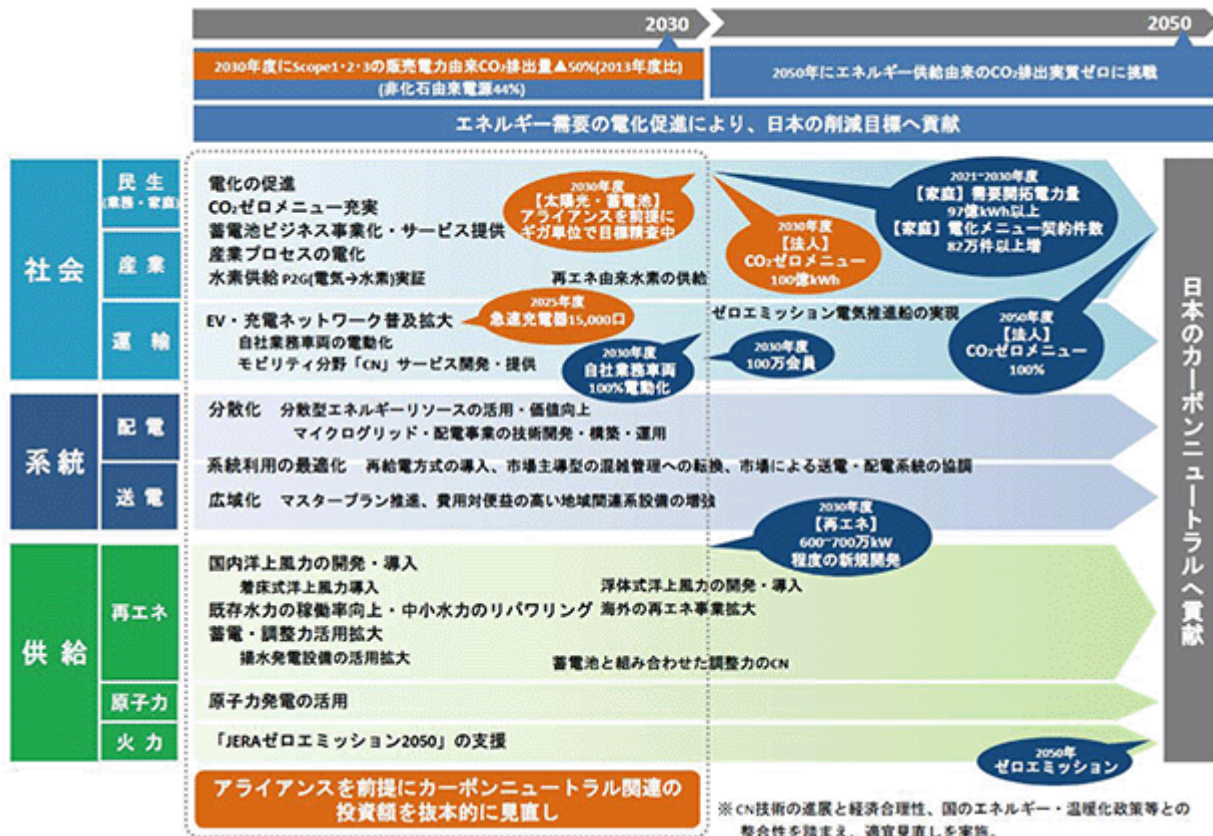 2030
2050
2030年度にScope1・2・3の販売電力由来CO₂排出量▲50%(2013年度比)
(非化石由来電源44%)
2050年にエネルギー供給由来のCO₂排出実質ゼロに挑戦
エネルギー需要の電化促進により、日本の削減目標へ貢献
社会
民生
(業務・家庭)
産業
運輸
電化の促進
CO₂ゼロメニュー充実
蓄電池ビジネス事業化・サービス提供
産業プロセスの電化
水素供給 P2G(電気→水素)実証
再エネ由来水素の供給
2030年度
【太陽光・蓄電池】
アライアンスを前提に
ギガ単位で目標精査中
2030年度
【法人】
CO₂ゼロメニュー
100億kWh
2021~2030年度
【家庭】需要開拓電力量
97億kWh以上
【家庭】電化メニュー契約件数
82万件以上増
EV・充電ネットワーク普及拡大
自社業務車両の電動化
モビリティ分野「CN」サービス開発・提供
2025年度
急速充電器15,000口
2030年度
自社業務車両
100%電動化
ゼロエミッション電気推進船の実現
2030年度
100万会員
2050年度
【法人】
CO₂ゼロメニュー
100%
系統
配電
送電
分散化 分散型エネルギーリソースの活用・価値向上
マイクログリッド・配電事業の技術開発・構築・運用
系統利用の最適化 再給電方式の導入、市場主導型の混雑管理への転換、市場による送電・配電系統の協調
広域化 マスタープラン推進、費用対便益の高い地域間連系設備の増強
供給
再エネ
原子力
火力
2030年度
【再エネ】
600~700万kW
程度の新規開発
国内洋上風力の開発・導入
着床式洋上風力導入
浮体式洋上風力の開発・導入
既存水力の稼働率向上・中小水力のリパワリング
海外の再エネ事業拡大
蓄電・調整力活用拡大
揚水発電設備の活用拡大
蓄電池と組み合わせた調整力のCN
原子力発電の活用
「JERAゼロエミッション2050」の支援
2050年
ゼロエミッション
日本のカーボンニュートラルへ貢献
アライアンスを前提にカーボンニュートラル関連の
投資額を抜本的に見直し
※CN技術の進展と経済合理性、国のエネルギー・温暖化政策等との
整合性を踏まえ、適宜見直しを実施。